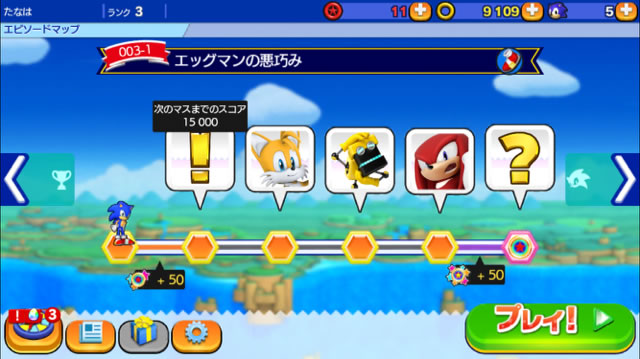 たなは
ランク 3
11
9 109
5
エピソードマップ
003-1
エッグマンの悪巧み
次のマスまでのスコア
15 000
!
?
+ 50
+ 50
! 3
プレイ!